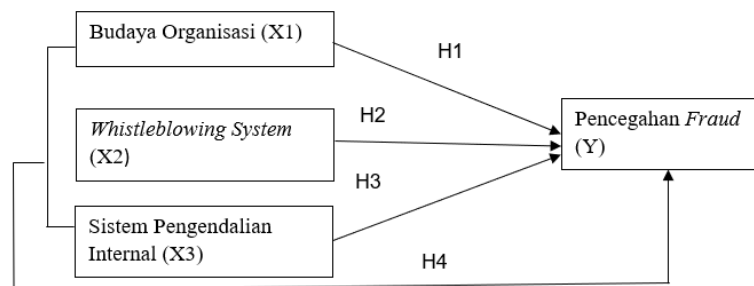 Budaya Organisasi (X1)
H1
Whistleblowing System
(X2)
H2
Pencegahan Fraud
(Y)
H3
Sistem Pengendalian
Internal (X3)
H4